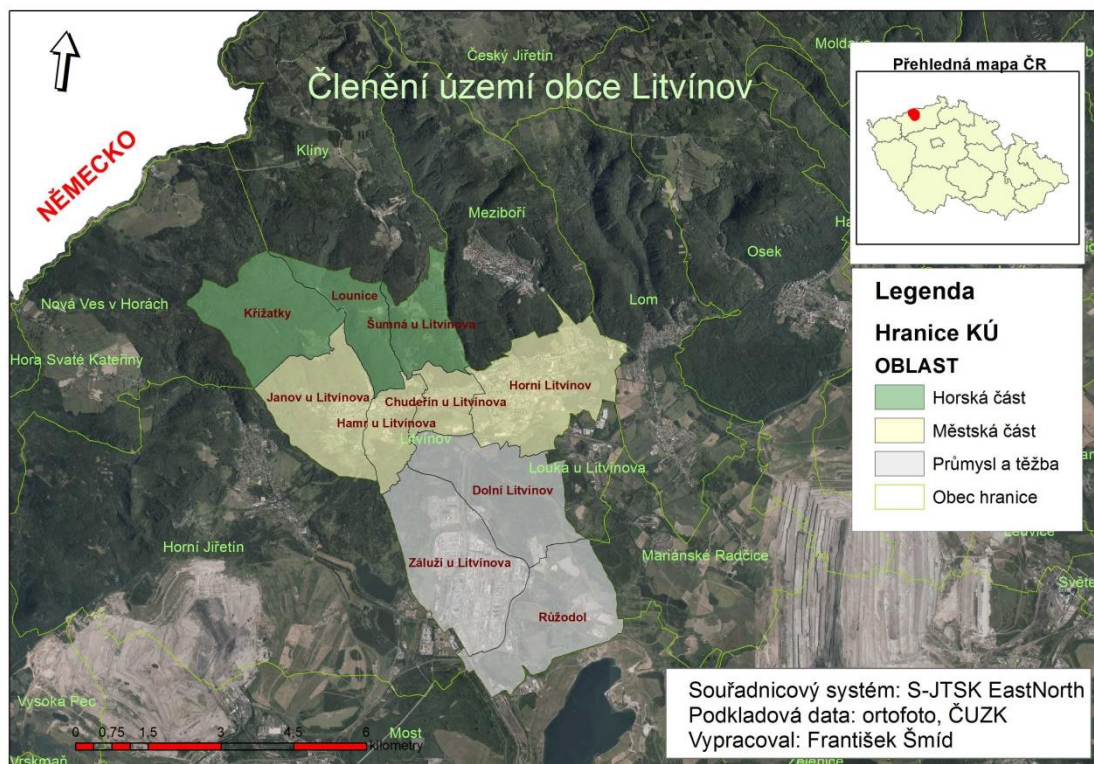 Členění území obce Litvínov
NĚMECKO
Český Jiřetín
Moldava
Klíny
Meziboří
Osek
Nová Ves v Horách
Lom
Hora Svaté Kateřiny
Křižatky
Lounice
Šumná u Litvínova
Janov u Litvínova
Chudeřín u Litvínova
Horní Litvínov
Hamr u Litvínova
Litvínov
Louka u Litvínova
Dolní Litvínov
Horní Jiřetín
Mariánské Radčice
Záluží u Litvínova
Růžodol
Vysoká Pec
Most
Vrskmaň
0 0.75 1.5 3 4.5 6
kilometry
Přehledná mapa ČR
Legenda
Hranice KÚ
OBLAST
Horská část
Městská část
Průmysl a těžba
Obec hranice
Souřadnicový systém: S-JTSK EastNorth
Podkladová data: ortofoto, ČUZK
Vypracoval: František Šmíd